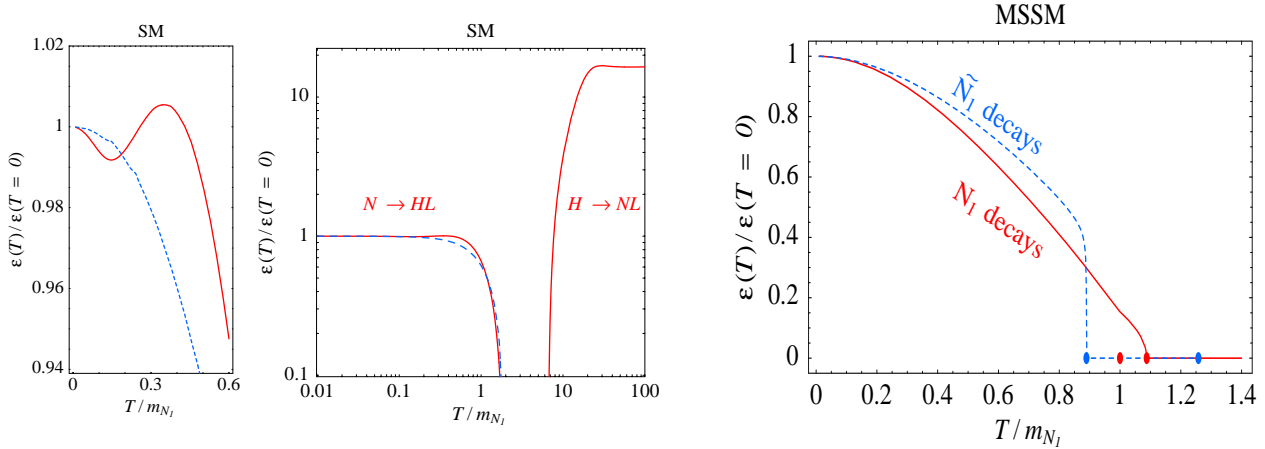 SM
1.02
1
0.98
0.96
0.94
ε(T)/ε(T = 0)
0
0.3
0.6
T/m_{N_1}
SM
10
1
0.1
ε(T)/ε(T = 0)
N → HL
H → NL
0.01
0.1
1
10
100
T/m_{N_1}
MSSM
1
0.8
0.6
0.4
0.2
0
ε(T)/ε(T = 0)
Ñ_1 decays
N_1 decays
0
0.2
0.4
0.6
0.8
1
1.2
1.4
T/m_{N_1}